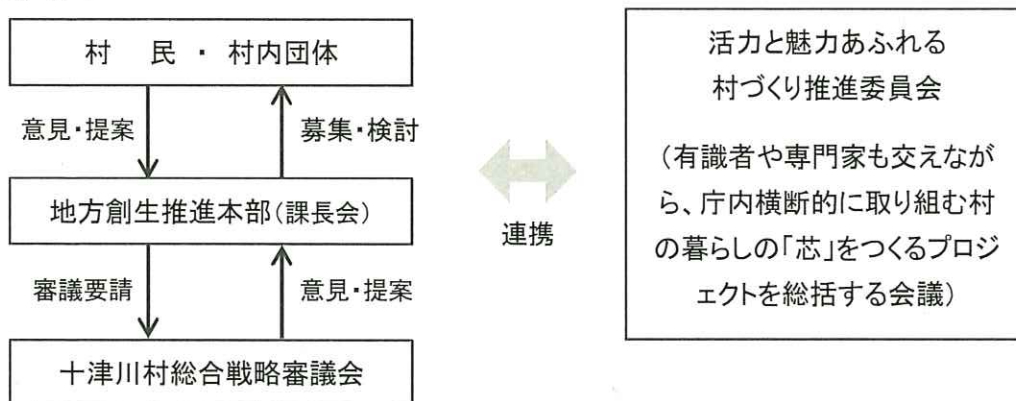 村　民 ・ 村内団体
意見・提案
募集・検討
地方創生推進本部(課長会)
審議要請
意見・提案
十津川村総合戦略審議会
連携
活力と魅力あふれる
村づくり推進委員会
(有識者や専門家も交えなが
ら、庁内横断的に取り組む村
の暮らしの「芯」をつくるプロジ
ェクトを総括する会議)